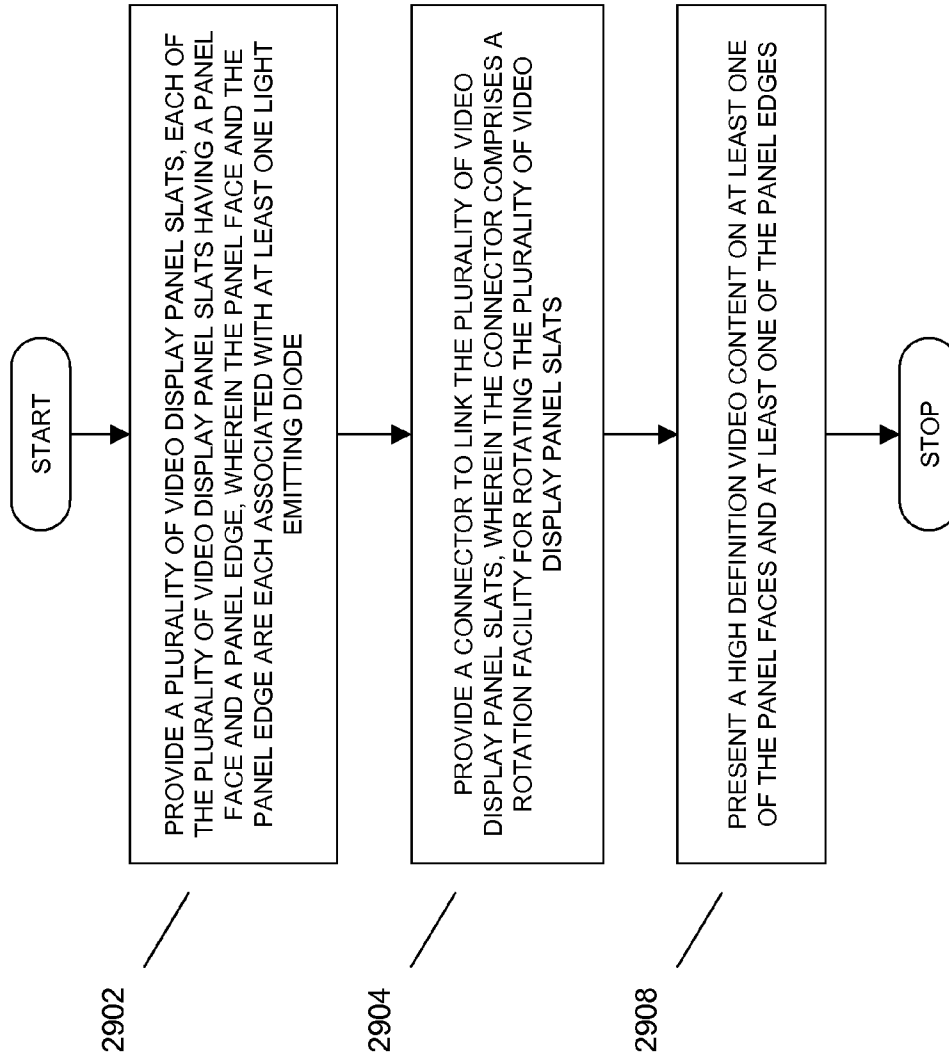 START
2902
PROVIDE A PLURALITY OF VIDEO DISPLAY PANEL SLATS, EACH OF
THE PLURALITY OF VIDEO DISPLAY PANEL SLATS HAVING A PANEL
FACE AND A PANEL EDGE, WHEREIN THE PANEL FACE AND THE
PANEL EDGE ARE EACH ASSOCIATED WITH AT LEAST ONE LIGHT
EMITTING DIODE
2904
PROVIDE A CONNECTOR TO LINK THE PLURALITY OF VIDEO
DISPLAY PANEL SLATS, WHEREIN THE CONNECTOR COMPRISES A
ROTATION FACILITY FOR ROTATING THE PLURALITY OF VIDEO
DISPLAY PANEL SLATS
2908
PRESENT A HIGH DEFINITION VIDEO CONTENT ON AT LEAST ONE
OF THE PANEL FACES AND AT LEAST ONE OF THE PANEL EDGES
STOP